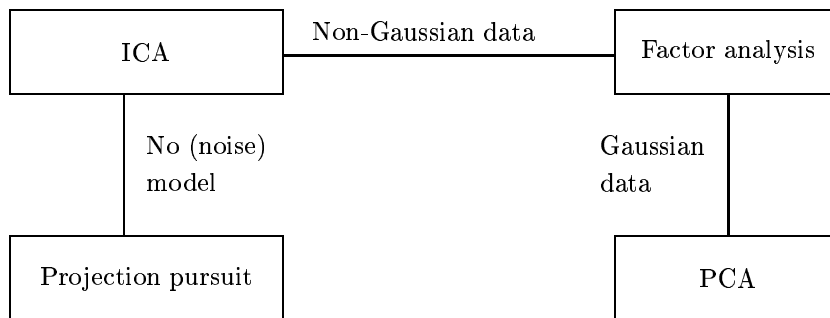 Non-Gaussian data
ICA
Factor analysis
No (noise)
model
Gaussian
data
Projection pursuit
PCA